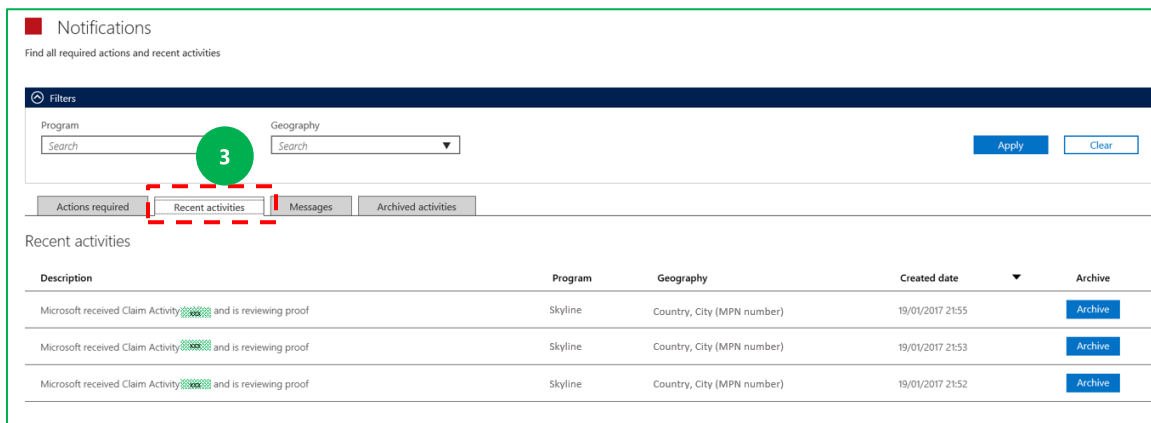 Notifications
Find all required actions and recent activities
Filters
Program Geography
Search Search Apply Clear
3
Actions required Recent activities Messages Archived activities
Recent activities
Description Program Geography Created date Archive
Microsoft received Claim Activity xxx and is reviewing proof Skyline Country, City (MPN number) 19/01/2017 21:55 Archive
Microsoft received Claim Activity xxx and is reviewing proof Skyline Country, City (MPN number) 19/01/2017 21:53 Archive
Microsoft received Claim Activity xxx and is reviewing proof Skyline Country, City (MPN number) 19/01/2017 21:52 Archive